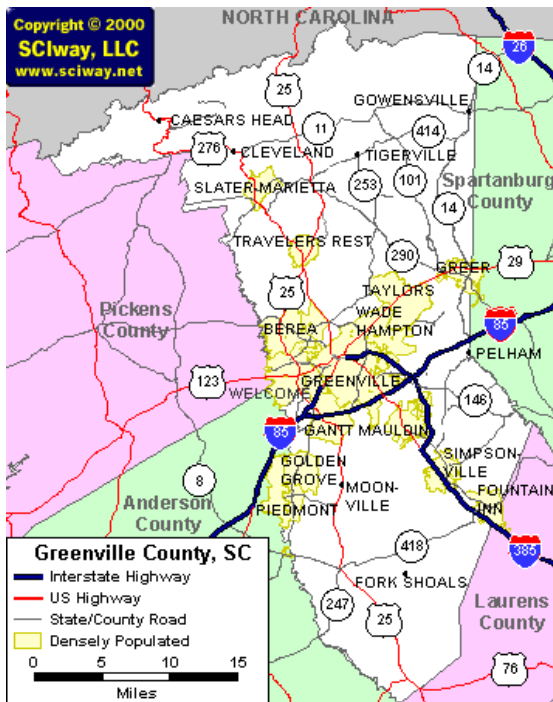 Copyright © 2000
SCIway, LLC
www.sciway.net
NORTH CAROLINA
26
14
25
GOWENSVILLE
CAESARS HEAD
11
414
276
CLEVELAND
TIGERVILLE
SLATER-MARIETTA
253
101
Spartanburg
County
14
TRAVELERS REST
290
GREER
29
25
TAYLORS
Pickens
County
BEREA
WADE
HAMPTON
85
PELHAM
123
WELCOME
GREENVILLE
146
85
GANTT
MAULDIN
8
GOLDEN
GROVE
SIMPSON-
VILLE
Anderson
County
MOON-
VILLE
FOUNTAIN
INN
PIEDMONT
418
385
FORK SHOALS
247
25
Laurens
County
76
Greenville County, SC
Interstate Highway
US Highway
State/County Road
Densely Populated
0 5 10 15
Miles